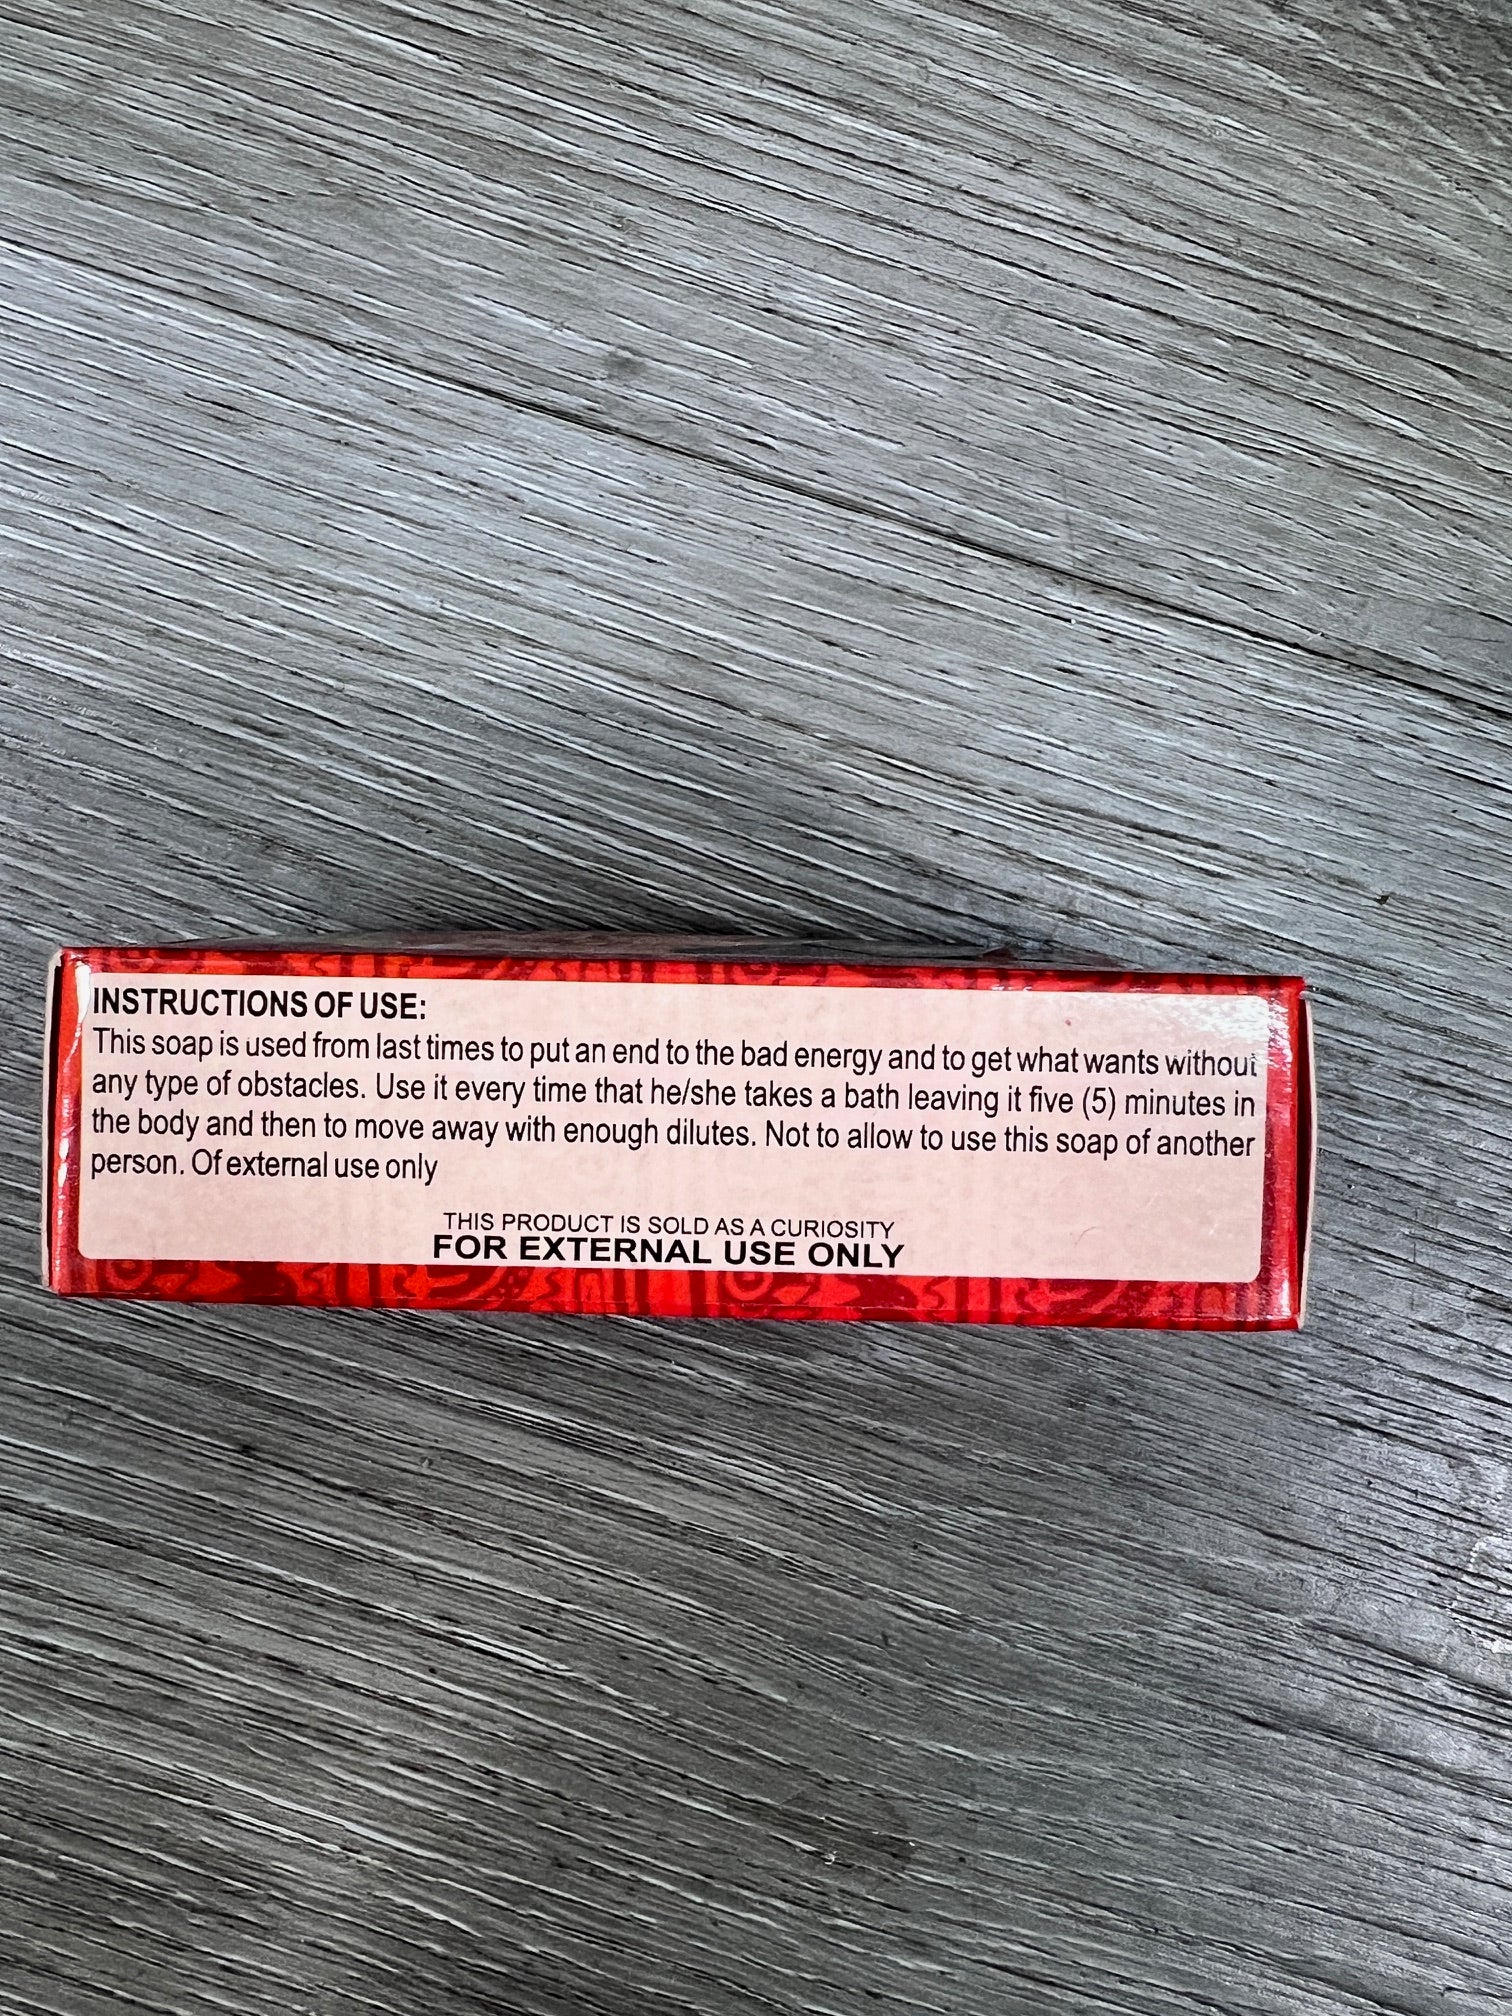 INSTRUCTIONS OF USE:
This soap is used from last times to put an end to the bad energy and to get what wants without
any type of obstacles. Use it every time that he/she takes a bath leaving it five (5) minutes in
the body and then to move away with enough dilutes. Not to allow to use this soap of another
person. Of external use only
THIS PRODUCT IS SOLD AS A CURIOSITY
FOR EXTERNAL USE ONLY